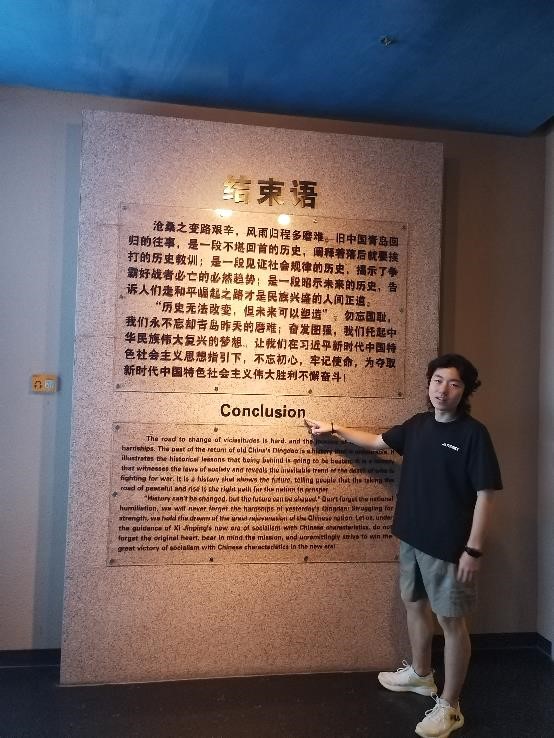 结束语
沧桑之变路艰辛，风雨归程多磨难。旧中国青岛回
归的往事，是一段不堪回首的历史，阐释着落后就要挨
打的历史教训；是一段见证社会规律的历史，揭示了争
霸好战者必亡的必然趋势；是一段昭示未来的历史，告
诉人们走和平崛起之路才是民族兴盛的人间正道。
“历史无法改变，但未来可以塑造”。勿忘国耻，
我们永不忘却青岛昨天的磨难；奋发图强，我们托起中
华民族伟大复兴的梦想。让我们在习近平新时代中国特
色社会主义思想指引下，不忘初心，牢记使命，为夺取
新时代中国特色社会主义伟大胜利不懈奋斗！
Conclusion
The road to change of vicissitudes is hard, and the
hardships. The past of the return of old China's Qingdao is a history that is
illustrates the historical lessons that being behind is going to be beaten. It is a history
that witnesses the laws of society and reveals the inevitable trend of the death of who is
fighting for war. It is a history that shows the future, telling people that the taking the
road of peaceful and rise is the right path for the nation to prosper.
"History can't be changed, but the future can be shaped." Don't forget the national
humiliation, we will never forget the hardships of yesterday's Qingdao; Struggling for
strength, we hold the dream of the great rejuvenation of the Chinese nation. Let us, under
the guidance of Xi Jinping's new era of socialism with Chinese characteristics, do not
forget the original heart, bear in mind the mission, and unremittingly strive to win the
great victory of socialism with Chinese characteristics in the new era!